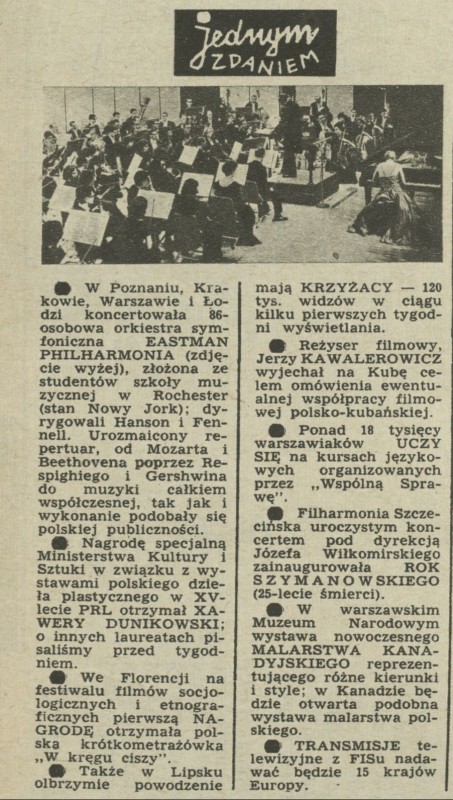 jednym
ZDANIEM
● W Poznaniu, Kra-
kowie, Warszawie i Ło-
dzi koncertowała 86-
osobowa orkiestra sym-
foniczna EASTMAN
PHILHARMONIA (zdję-
cie wyżej), złożona ze
studentów szkoły mu-
zycznej w Rochester
(stan Nowy Jork); dy-
rygowali Hanson i Fen-
nell. Urozmaicony re-
pertuar, od Mozarta i
Beethovena poprzez Re-
spighiego i Gershwina
do muzyki całkiem
współczesnej, tak jak i
wykonanie podobały się
polskiej publiczności.
● Nagrodę specjalną
Ministerstwa Kultury i
Sztuki w związku z wy-
stawami polskiego dzie-
ła plastycznego w XV-
lecie PRL otrzymał XA-
WERY DUNIKOWSKI;
o innych laureatach pi-
saliśmy przed tygod-
niem.
● We Florencji na
festiwalu filmów socjo-
logicznych i etnogra-
ficznych pierwszą NA-
GRODĘ otrzymała pol-
ska krótkometrażówka
„W kręgu ciszy".
● Także w Lipsku
olbrzymie powodzenie
mają KRZYŻACY — 120
tys. widzów w ciągu
kilku pierwszych tygod-
ni wyświetlania.
● Reżyser filmowy,
Jerzy KAWALEROWICZ
wyjechał na Kubę ce-
lem omówienia ewentu-
alnej współpracy filmo-
wej polsko-kubańskiej.
● Ponad 18 tysięcy
warszawiaków UCZY
SIĘ na kursach języko-
wych organizowanych
przez „Wspólną Spra-
wę".
● Filharmonia Szcze-
cińska uroczystym kon-
certem pod dyrekcją
Józefa Wiłkomirskiego
zainaugurowała ROK
SZYMANOWSKIEGO
(25-lecie śmierci).
● W warszawskim
Muzeum Narodowym
wystawa nowoczesnego
MALARSTWA KANA-
DYJSKIEGO reprezen-
tującego różne kierunki
i style; w Kanadzie bę-
dzie otwarta podobna
wystawa malarstwa pol-
skiego.
● TRANSMISJE te-
lewizyjne z FISu nada-
wać będzie 15 krajów
Europy.